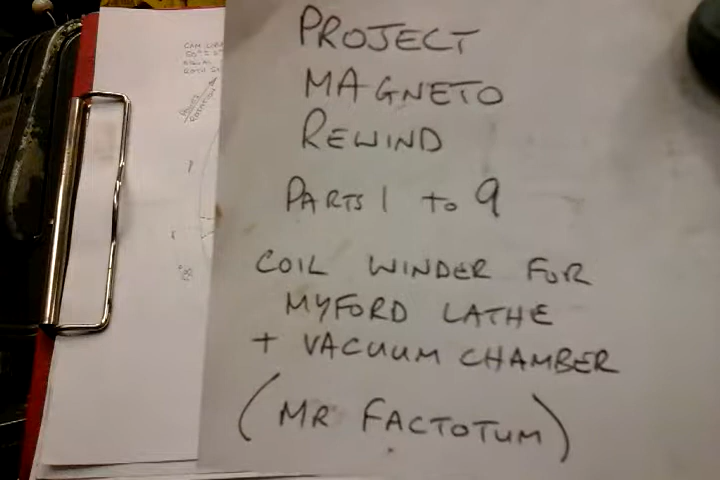 PROJECT
MAGNETO
REWIND
PARTS 1 to 9
COIL WINDER FOR
MYFORD LATHE
+ VACUUM CHAMBER
(MR FACTOTUM)